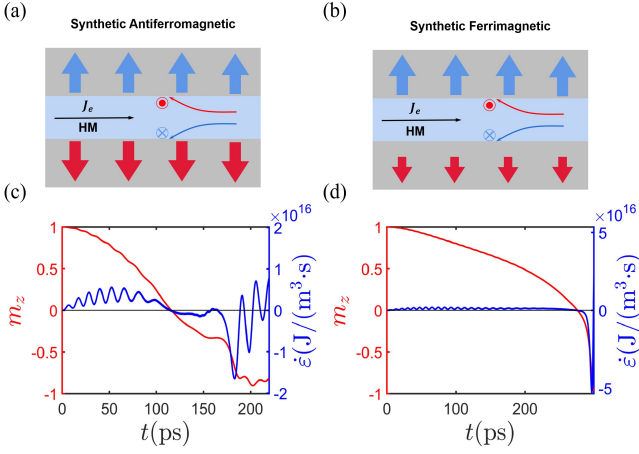 (a)
Synthetic Antiferromagnetic
J_e
HM
(b)
Synthetic Ferrimagnetic
J_e
HM
(c)
×10^16
1
0.5
0
-0.5
-1
m_z
2
1
0
-1
-2
ε̇(J/(m³·s)
0
50
100
150
200
t(ps)
(d)
×10^16
1
0.5
0
-0.5
-1
m_z
5
0
-5
ε̇(J/(m³·s)
0
100
200
t(ps)